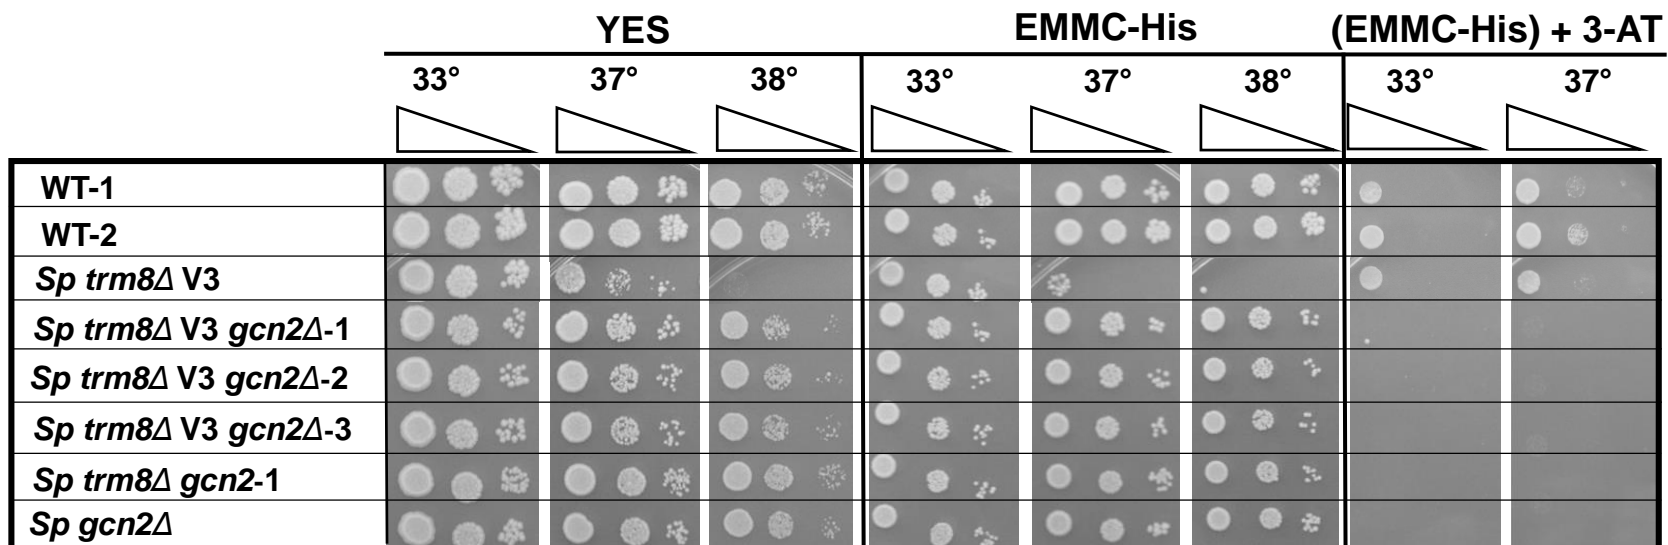 YES EMMC-His (EMMC-His) + 3-AT
33° 37° 38° 33° 37° 38° 33° 37°
WT-1
WT-2
Sp trm8Δ V3
Sp trm8Δ V3 gcn2Δ-1
Sp trm8Δ V3 gcn2Δ-2
Sp trm8Δ V3 gcn2Δ-3
Sp trm8Δ gcn2-1
Sp gcn2Δ